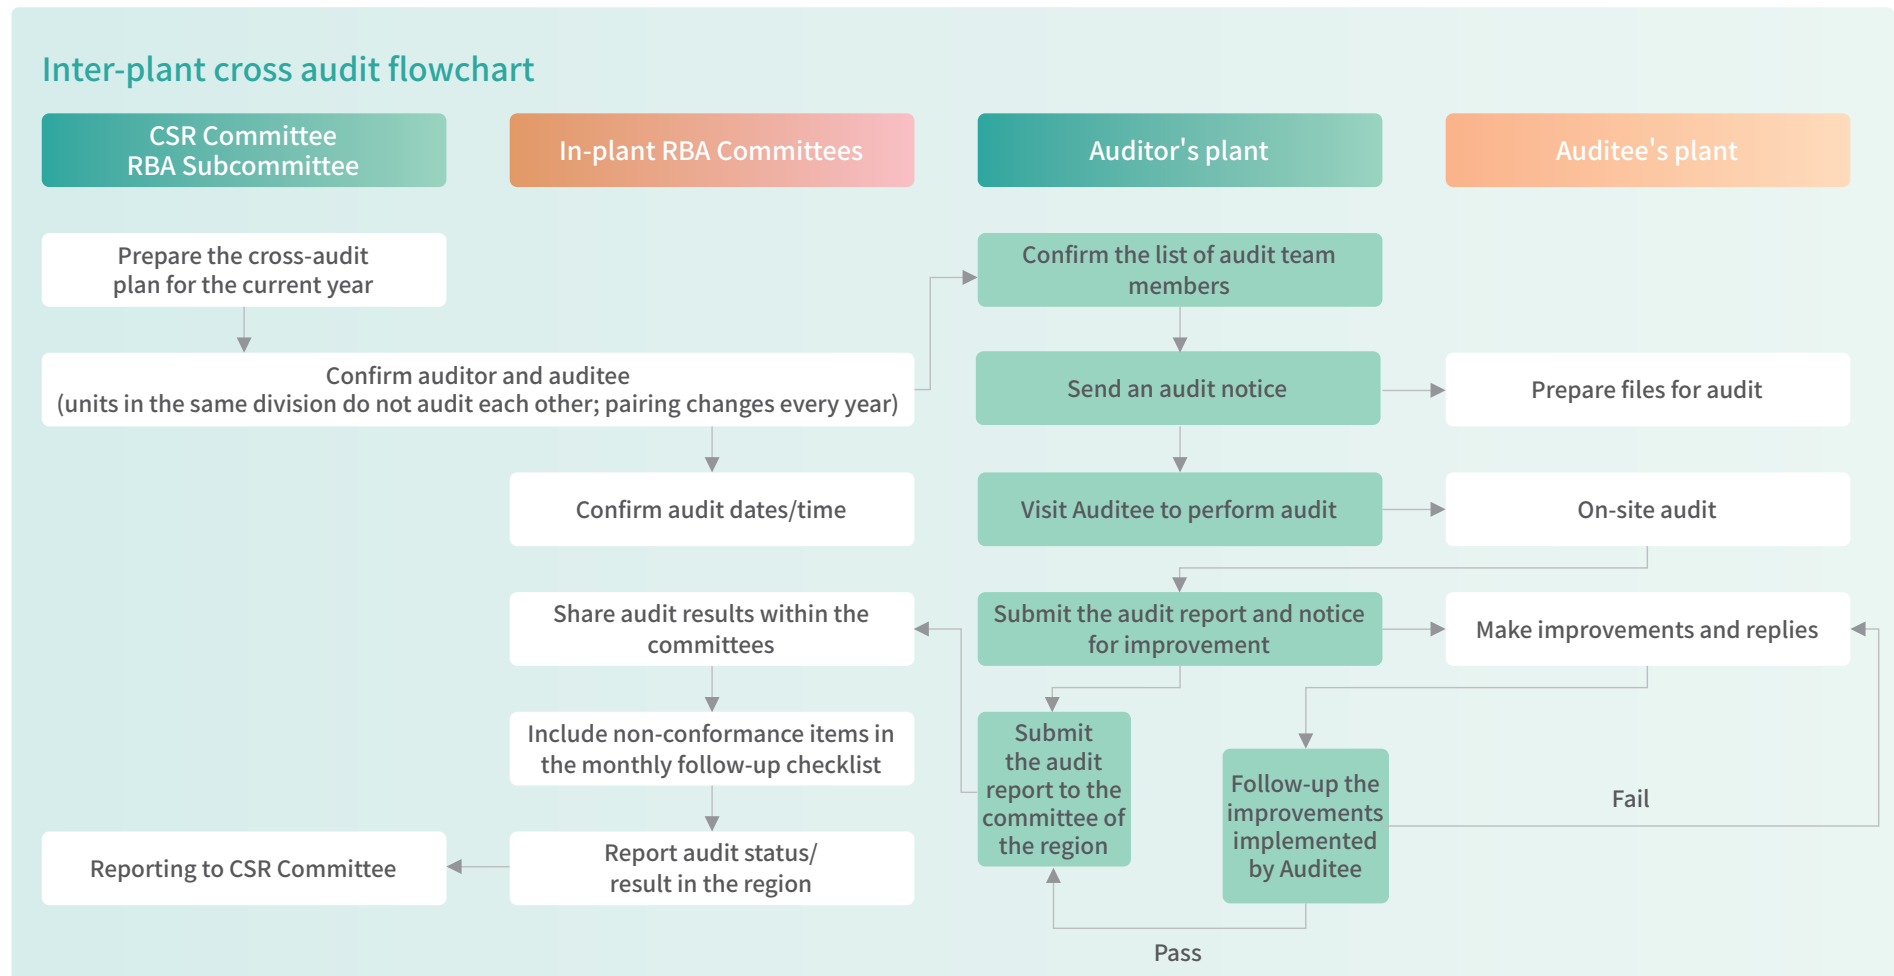 Inter-plant cross audit flowchart
CSR Committee
RBA Subcommittee
In-plant RBA Committees
Auditor's plant
Auditee's plant
Prepare the cross-audit
plan for the current year
Confirm the list of audit team
members
Confirm auditor and auditee
(units in the same division do not audit each other; pairing changes every year)
Send an audit notice
Prepare files for audit
Confirm audit dates/time
Visit Auditee to perform audit
On-site audit
Share audit results within the
committees
Submit the audit report and notice
for improvement
Make improvements and replies
Include non-conformance items in
the monthly follow-up checklist
Submit
the audit
report to the
committee of
the region
Follow-up the
improvements
implemented
by Auditee
Fail
Reporting to CSR Committee
Report audit status/
result in the region
Pass